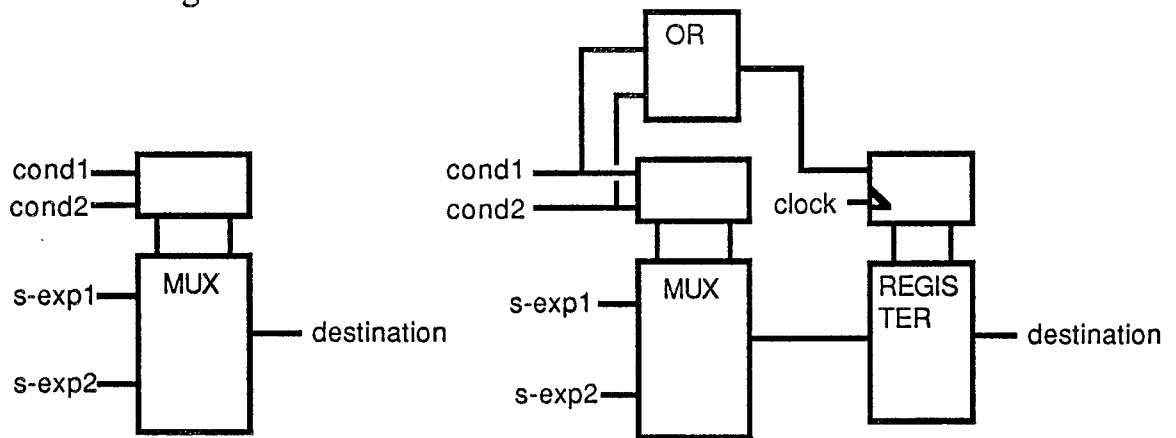 OR
cond1
cond2
MUX
s-exp1
s-exp2
destination
cond1
cond2
clock
MUX
s-exp1
s-exp2
REGIS
TER
destination